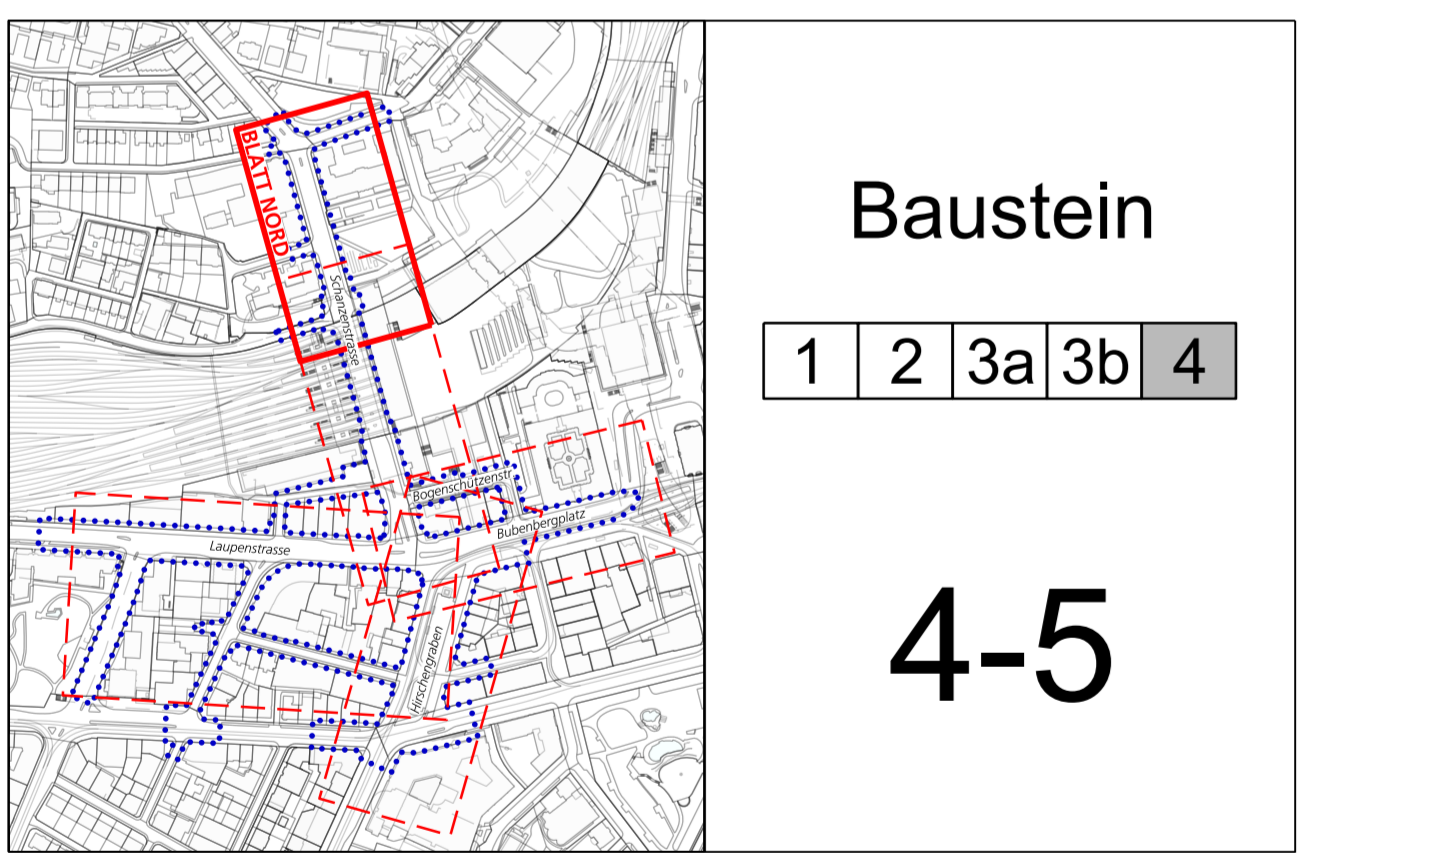 BLATT NORD
Schanzenstrasse
Bogenschützenstr
Bubenbergplatz
Laupenstrasse
Hirschengraben
Baustein
1 2 3a 3b 4
4-5